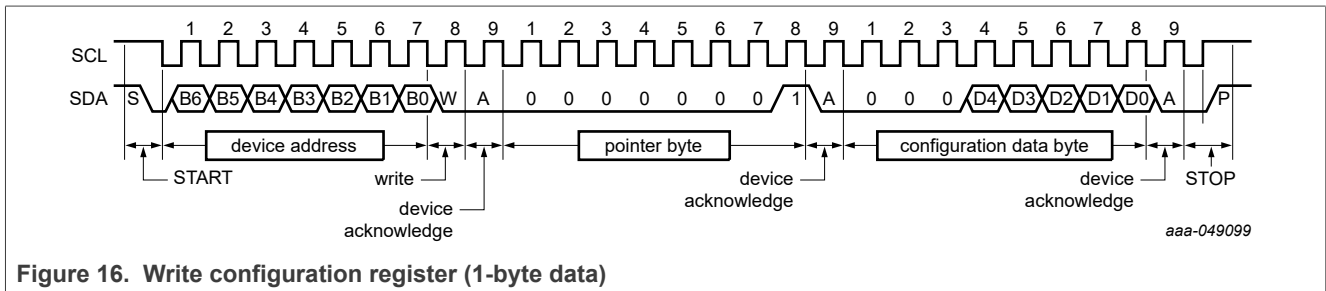 1 2 3 4 5 6 7 8 9 1 2 3 4 5 6 7 8 9 1 2 3 4 5 6 7 8 9
SCL
SDA S B6 B5 B4 B3 B2 B1 B0 W A 0 0 0 0 0 0 0 1 A 0 0 0 D4 D3 D2 D1 D0 A P
device address pointer byte configuration data byte
START write device device STOP
device acknowledge acknowledge
acknowledge aaa-049099
Figure 16. Write configuration register (1-byte data)